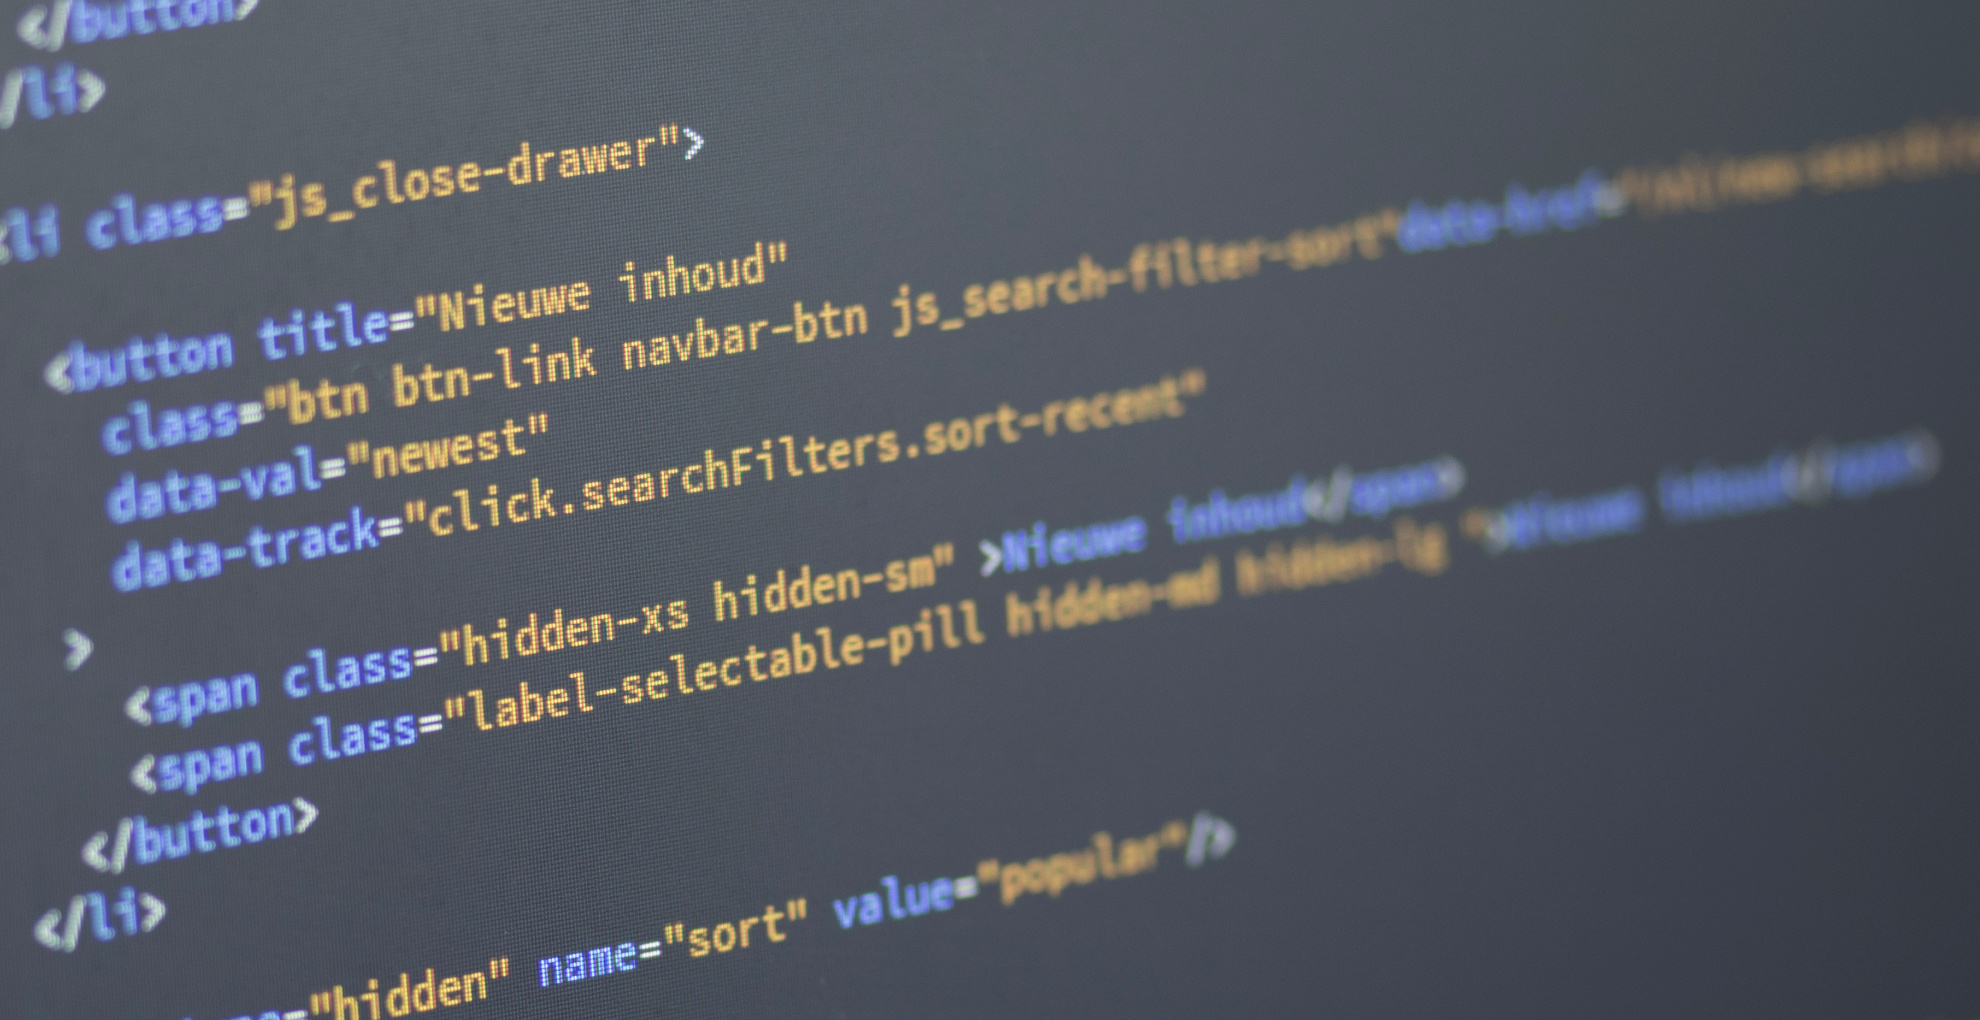 </button>
/li>
<li class="js_close-drawer">
<button title="Nieuwe inhoud"
class="btn btn-link navbar-btn js_search-filter-sort"data-href=
data-val="newest"
data-track="click.searchFilters.sort-recent"
>
<span class="hidden-xs hidden-sm" >Nieuwe inhoud</span>
<span class="label-selectable-pill hidden-md hidden-lg ">Nieuwe inhoud</span>
</button>
</li>
="hidden" name="sort" value="popular"/>